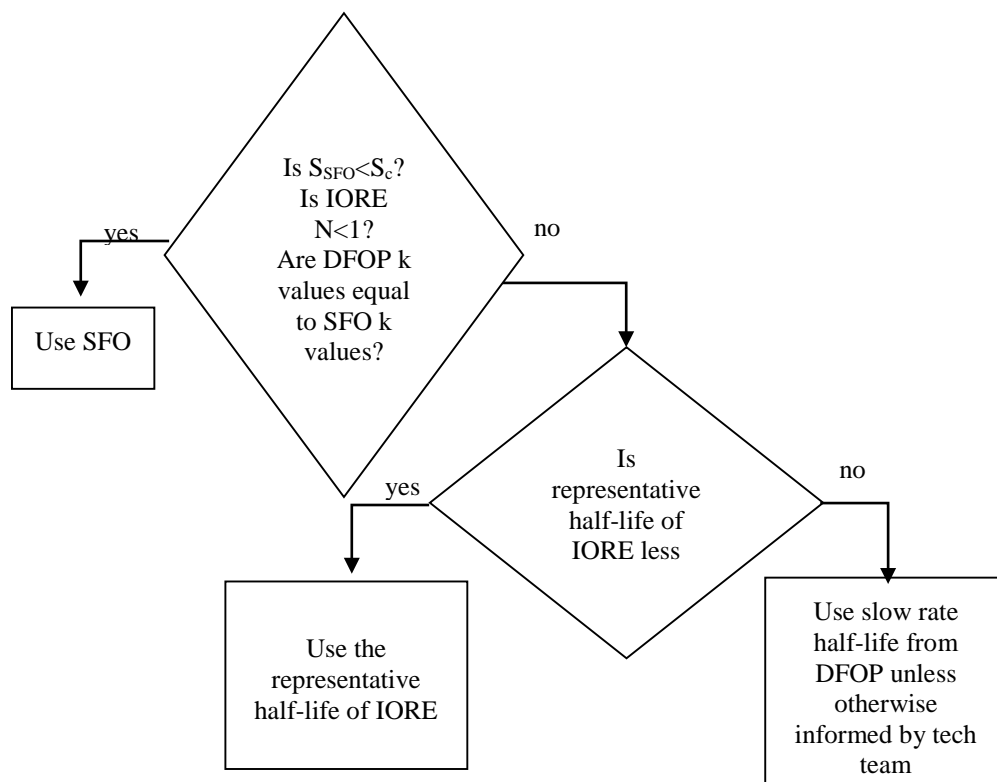 Is S_SFO<S_c?
Is IORE
N<1?
Are DFOP k
values equal
to SFO k
values?
yes
no
Use SFO
Is
representative
half-life of
IORE less
yes
no
Use the
representative
half-life of IORE
Use slow rate
half-life from
DFOP unless
otherwise
informed by tech
team